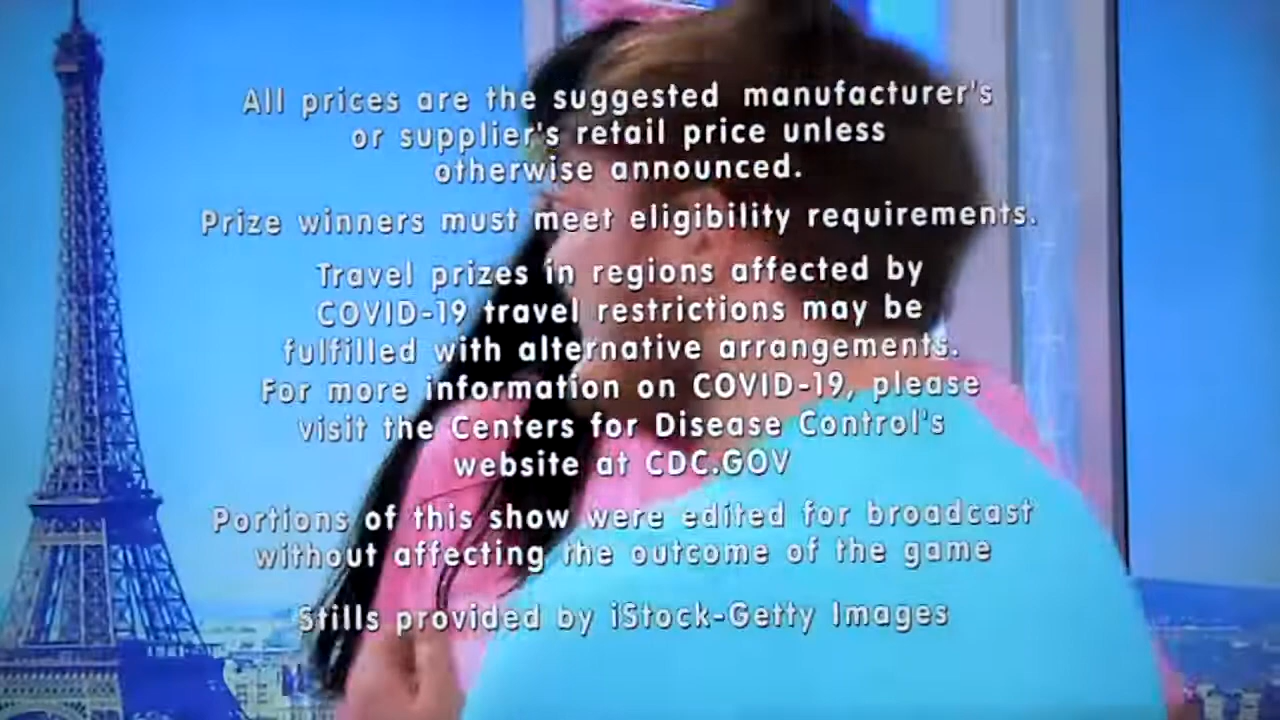 All prices are the suggested manufacturer's
or supplier's retail price unless
otherwise announced.
Prize winners must meet eligibility requirements.
Travel prizes in regions affected by
COVID-19 travel restrictions may be
fulfilled with alternative arrangements.
For more information on COVID-19, please
visit the Centers for Disease Control's
website at CDC.GOV
Portions of this show were edited for broadcast
without affecting the outcome of the game
Stills provided by iStock-Getty Images